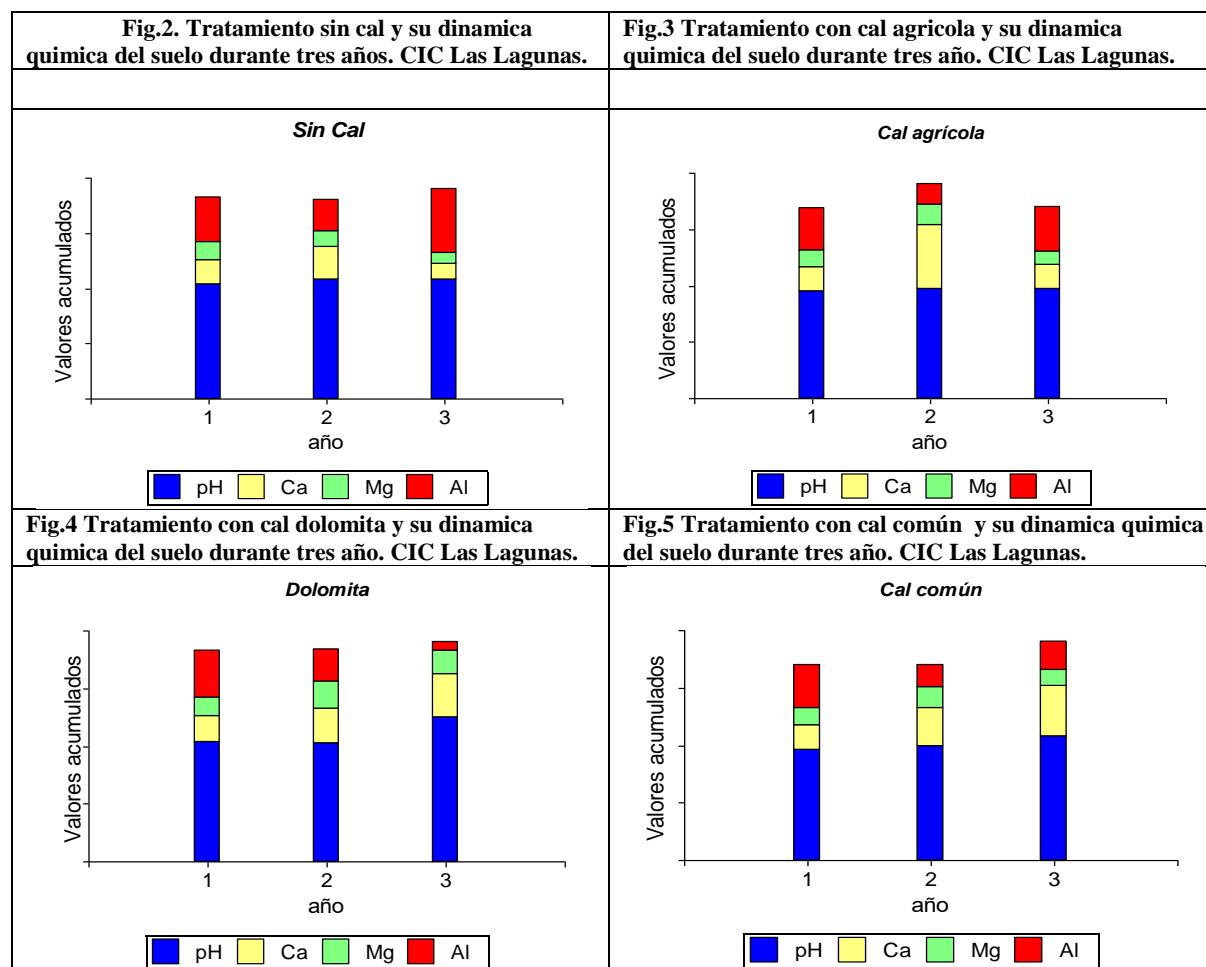 Fig.2. Tratamiento sin cal y su dinamica
quimica del suelo durante tres años. CIC Las Lagunas.
Fig.3 Tratamiento con cal agricola y su dinamica
quimica del suelo durante tres año. CIC Las Lagunas.
Sin Cal
Valores acumulados
1 2 3
año
pH Ca Mg Al
Cal agrícola
Valores acumulados
1 2 3
año
pH Ca Mg Al
Fig.4 Tratamiento con cal dolomita y su dinamica
quimica del suelo durante tres año. CIC Las Lagunas.
Fig.5 Tratamiento con cal común y su dinamica quimica
del suelo durante tres año. CIC Las Lagunas.
Dolomita
Valores acumulados
1 2 3
año
pH Ca Mg Al
Cal común
Valores acumulados
1 2 3
año
pH Ca Mg Al